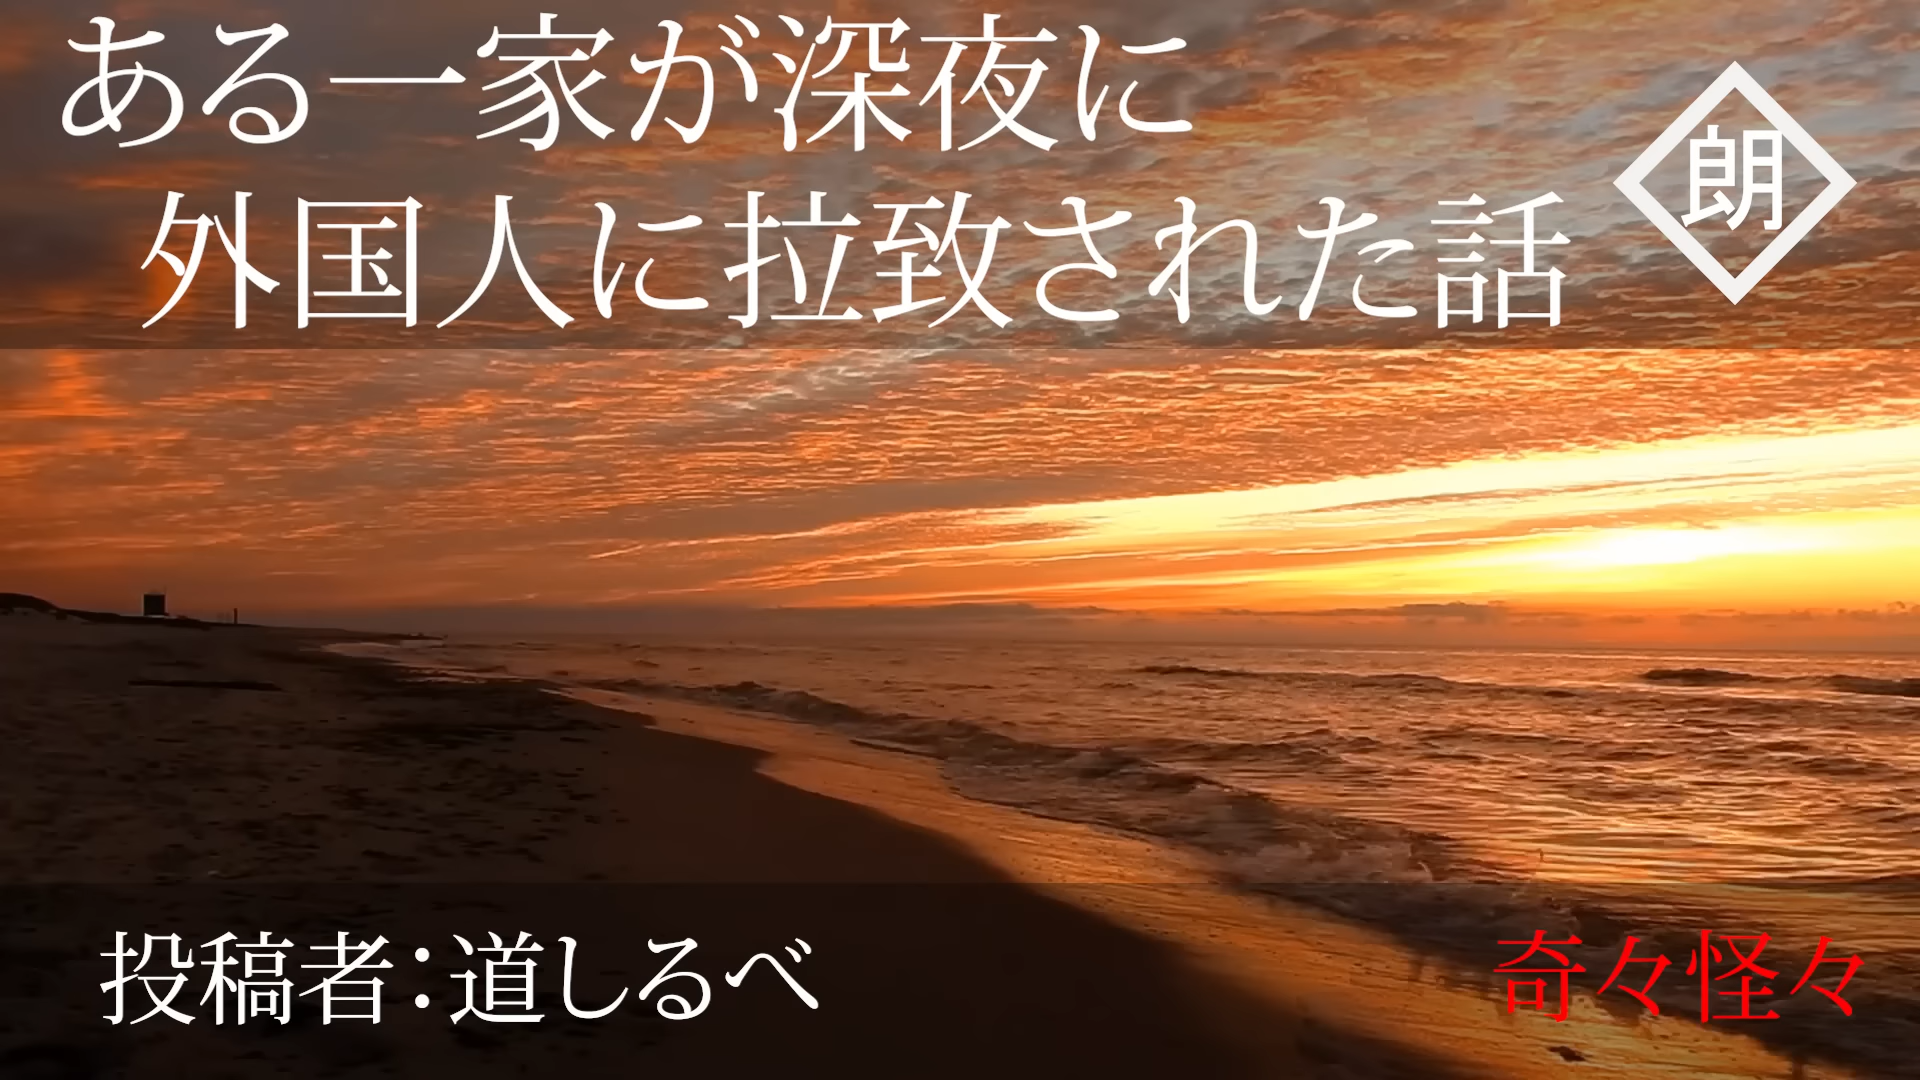 ある一家が深夜に
外国人に拉致された話
朗
投稿者：道しるべ
奇々怪々